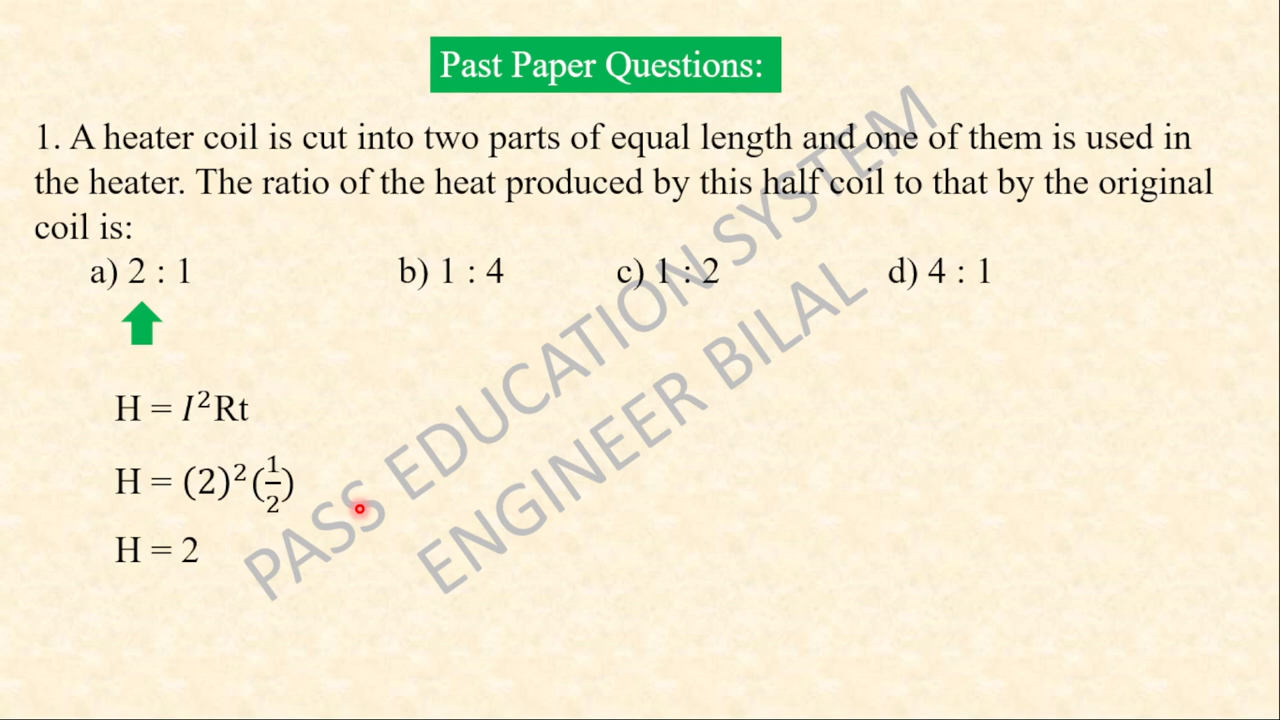 Past Paper Questions:
1. A heater coil is cut into two parts of equal length and one of them is used in
the heater. The ratio of the heat produced by this half coil to that by the original
coil is:
a) 2 : 1 b) 1 : 4 c) 1 : 2 d) 4 : 1
H = I²Rt
H = (2)²(1/2)
H = 2
PASS EDUCATION SYSTEM
ENGINEER BILAL